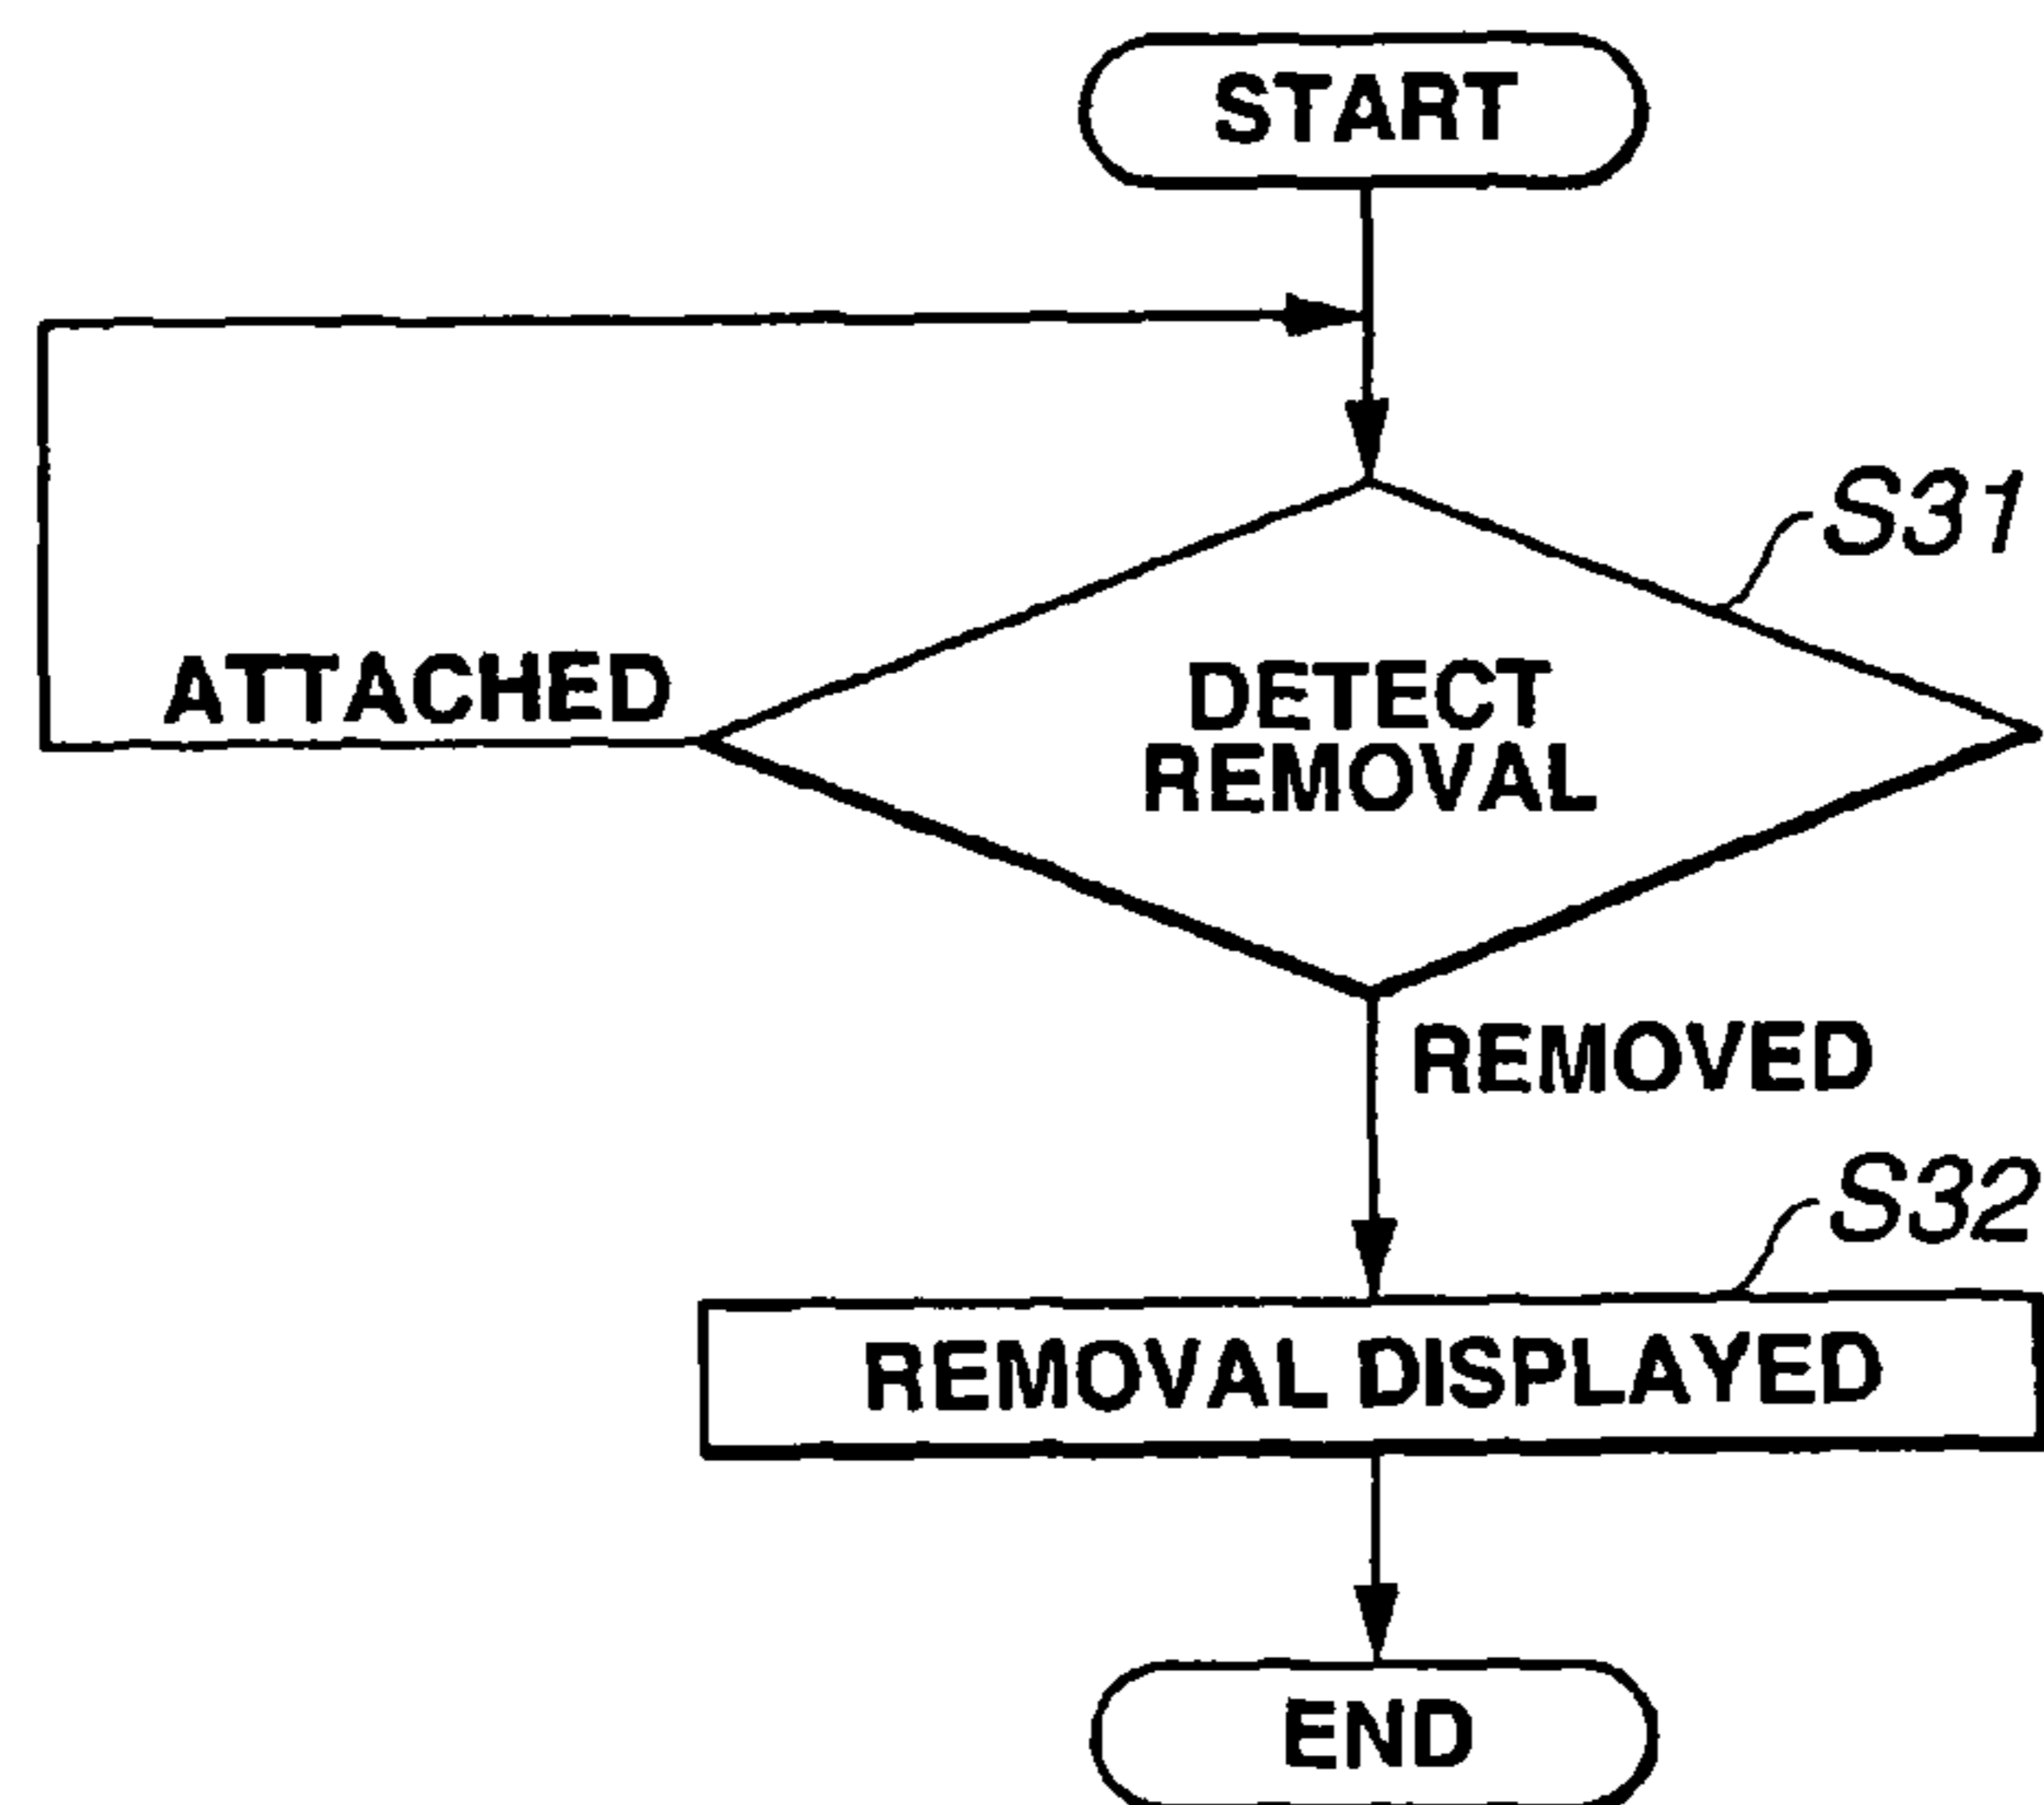 START
S31
ATTACHED
DETECT
REMOVAL
REMOVED
S32
REMOVAL DISPLAYED
END